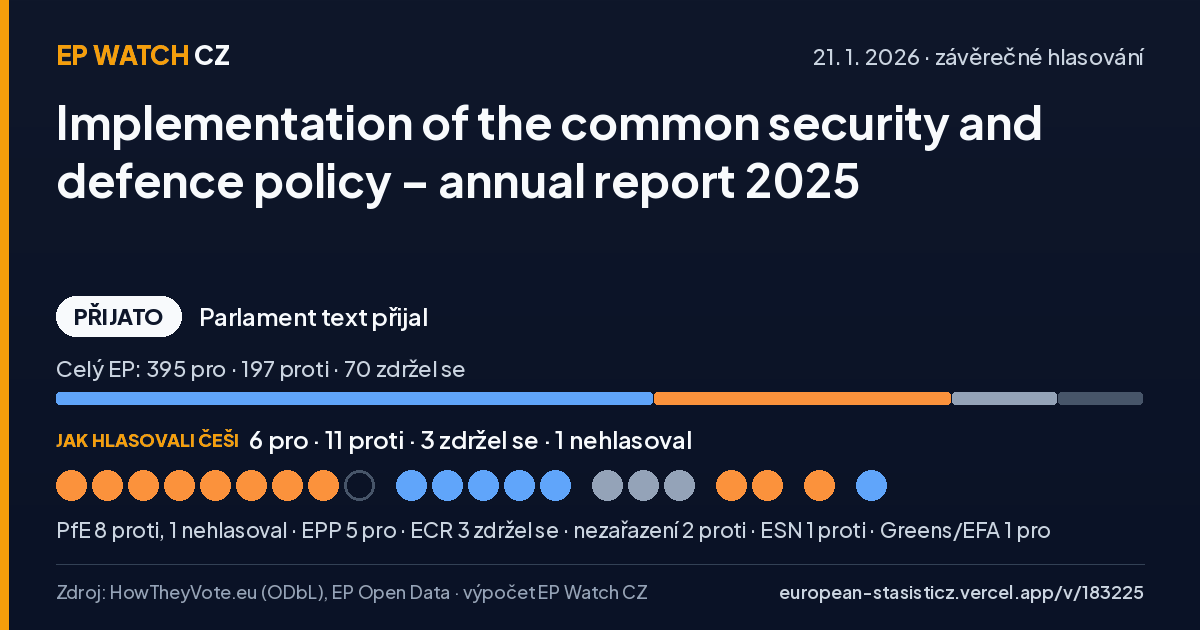 EP WATCH CZ
21. 1. 2026 · závěrečné hlasování
Implementation of the common security and
defence policy – annual report 2025
PŘIJATO Parlament text přijal
Celý EP: 395 pro · 197 proti · 70 zdržel se
JAK HLASOVALI ČEŠI 6 pro · 11 proti · 3 zdržel se · 1 nehlasoval
PfE 8 proti, 1 nehlasoval · EPP 5 pro · ECR 3 zdržel se · nezařazení 2 proti · ESN 1 proti · Greens/EFA 1 pro
Zdroj: HowTheyVote.eu (ODbL), EP Open Data · výpočet EP Watch CZ
european-stasisticz.vercel.app/v/183225